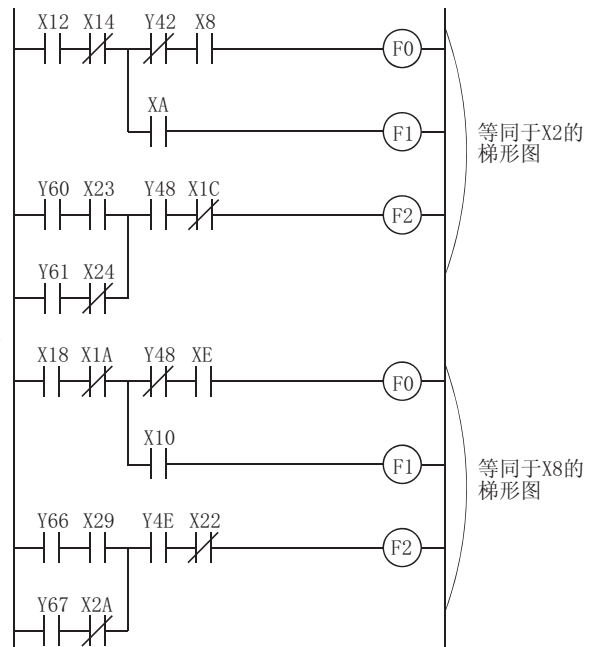 X12 X14 Y42 X8
F0
XA
F1
等同于X2的
梯形图
Y60 X23 Y48 X1C
F2
Y61 X24
X18 X1A Y48 XE
F0
X10
F1
等同于X8的
梯形图
Y66 X29 Y4E X22
F2
Y67 X2A